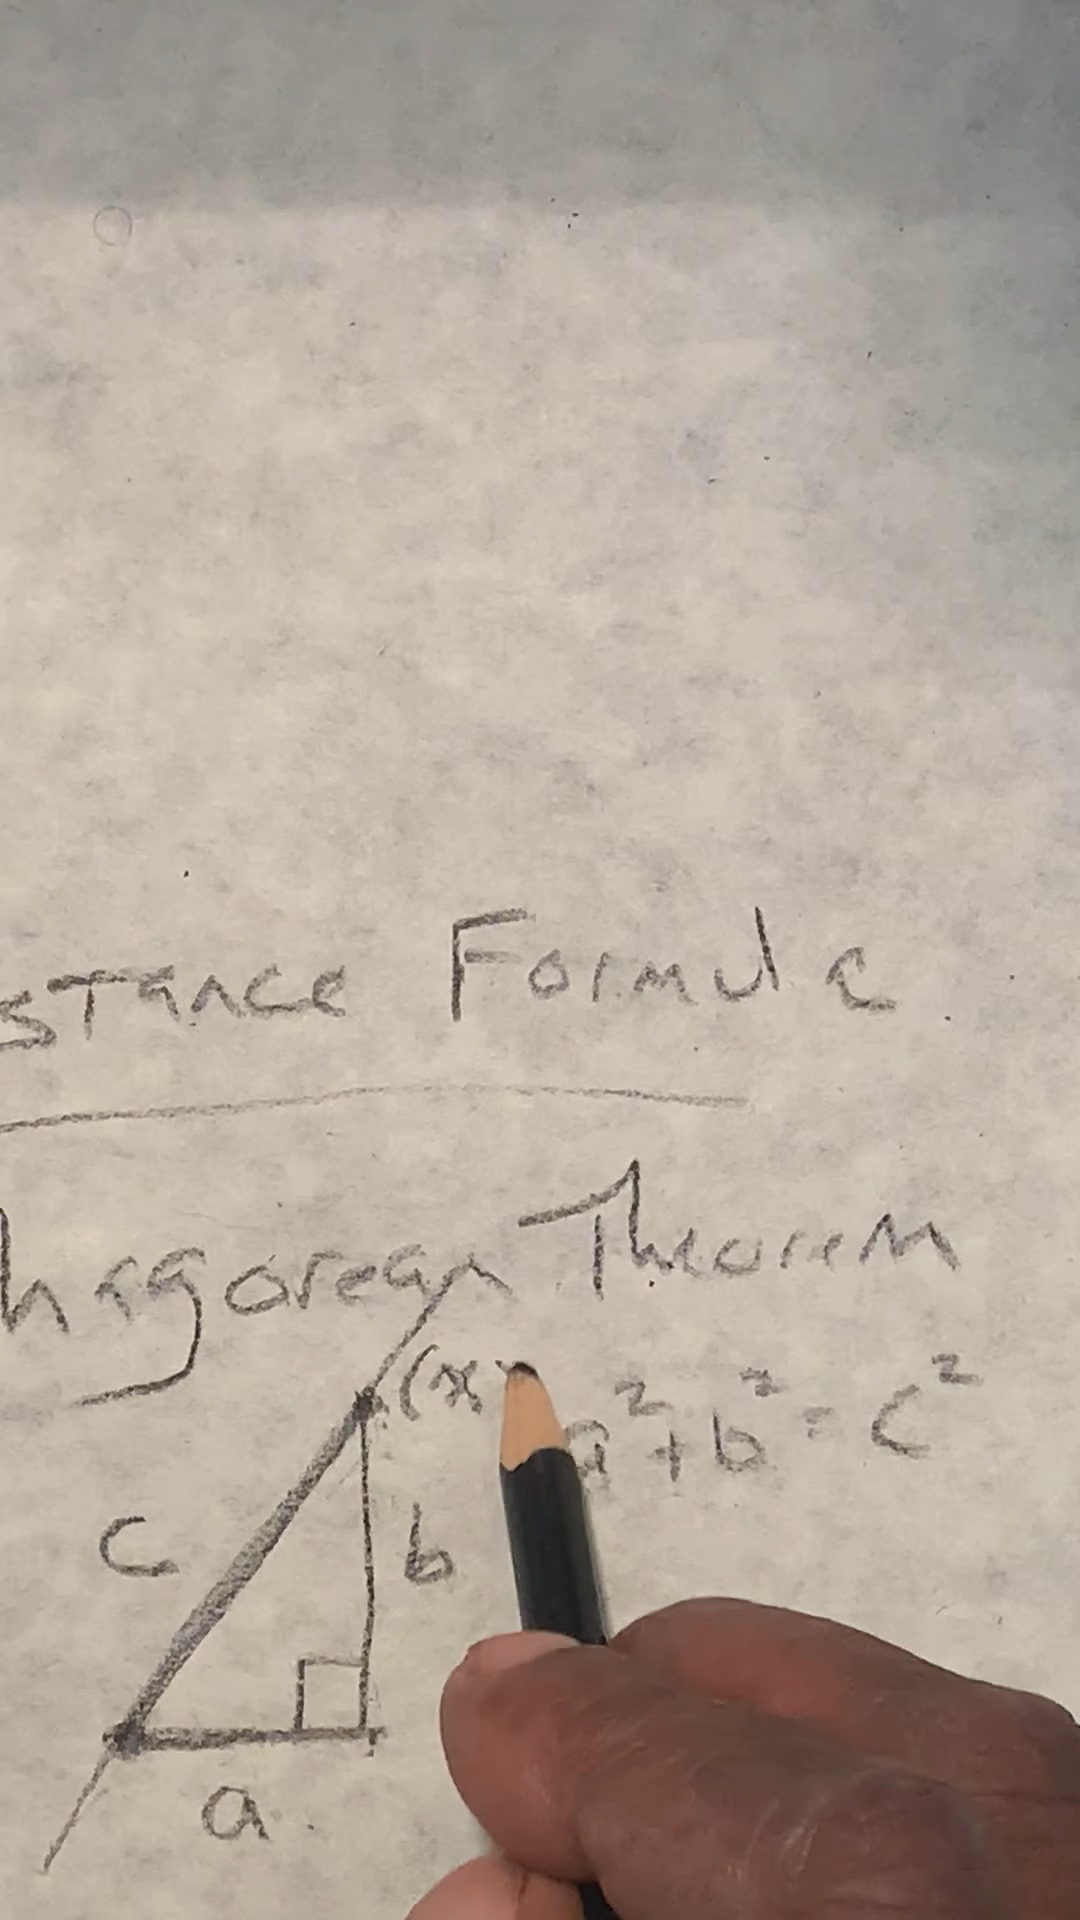 stance Formula
hagorean Theorem
(x
a²+b²=c²
c
b
a